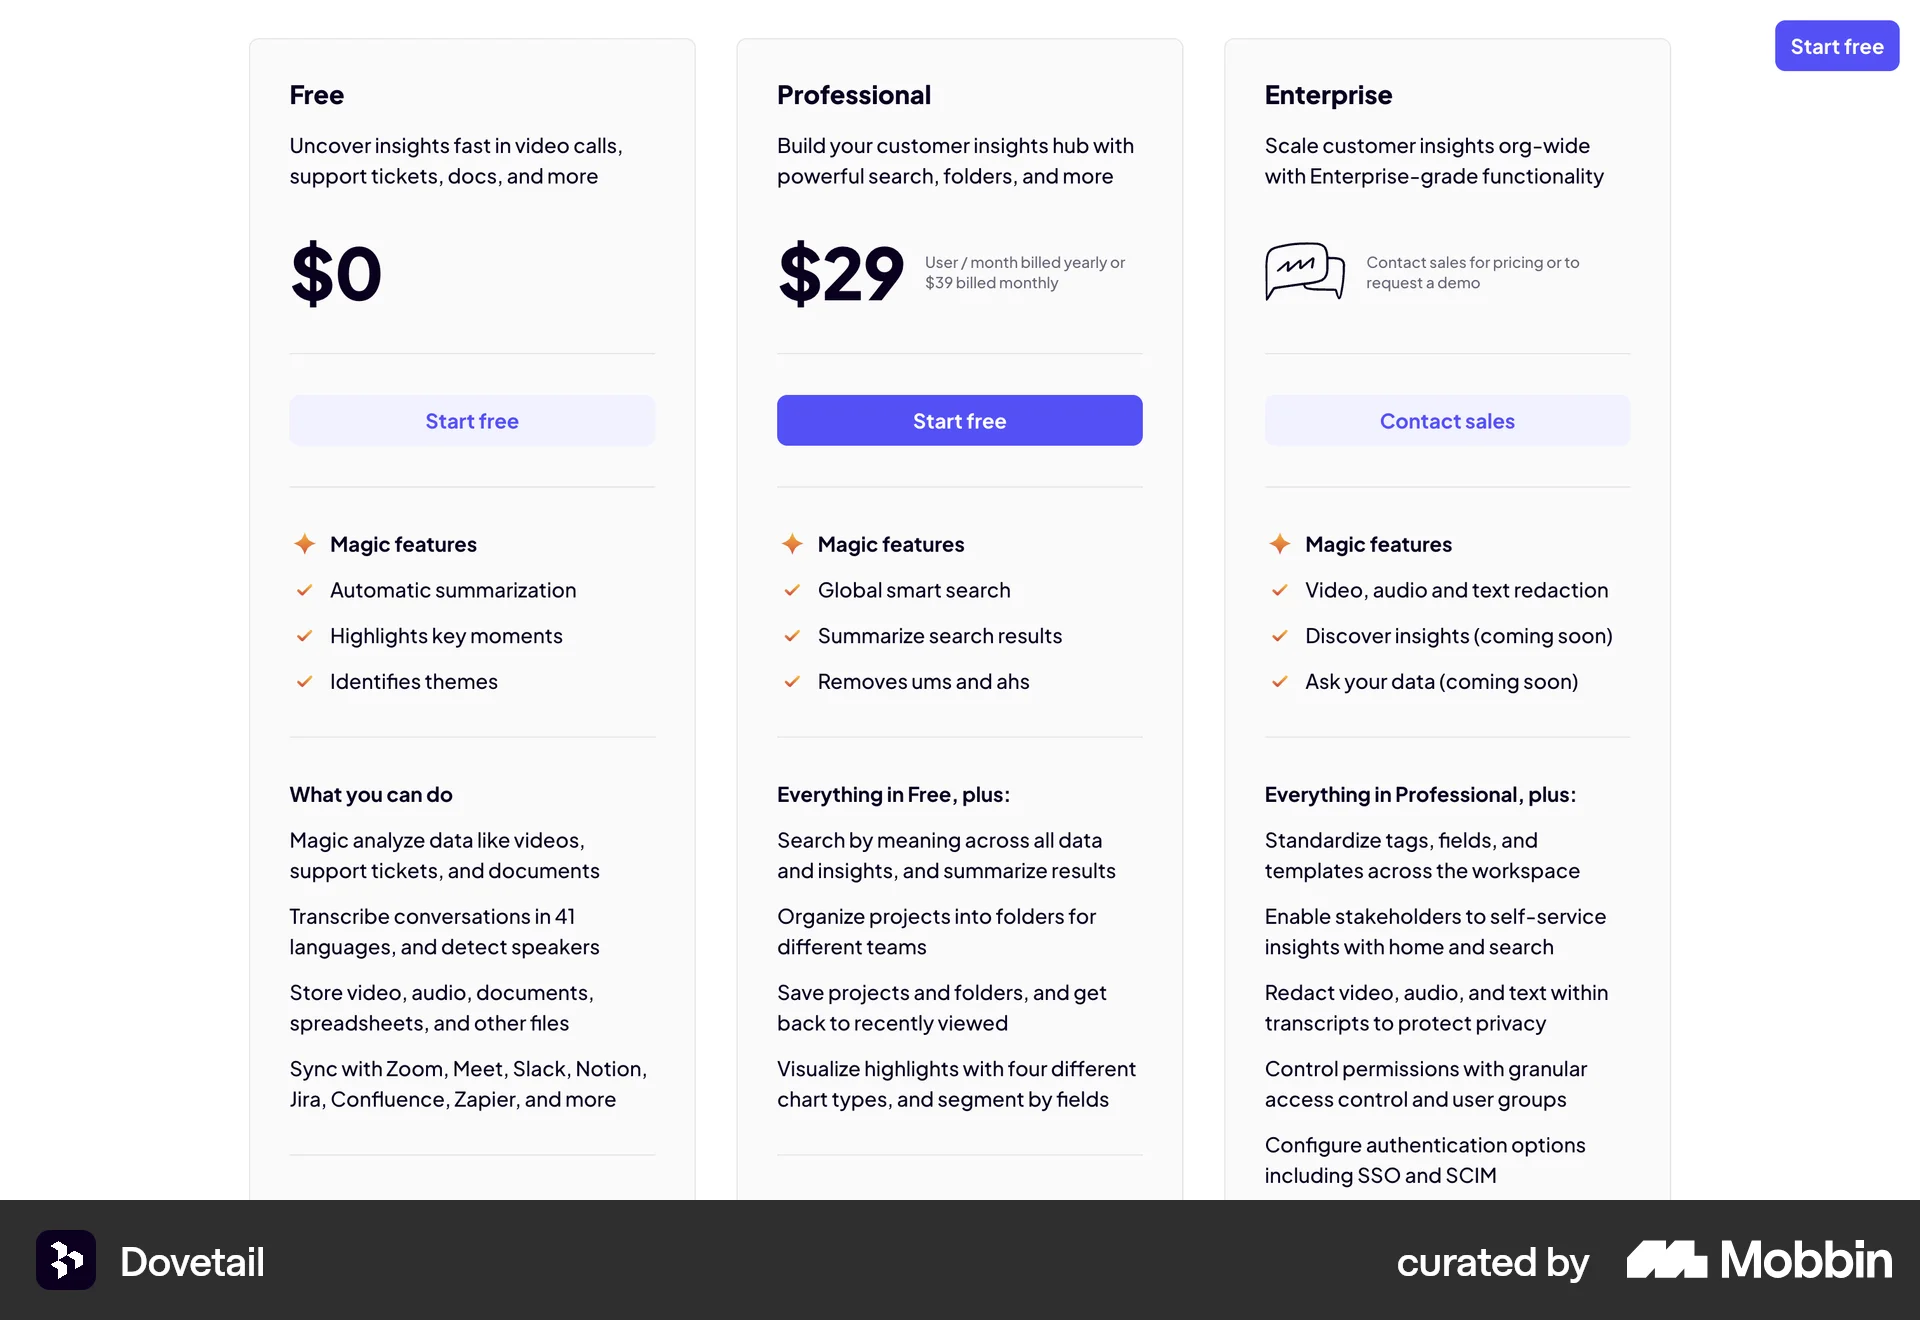 Start free
Free
Uncover insights fast in video calls,
support tickets, docs, and more
$0
Start free
Magic features
Automatic summarization
Highlights key moments
Identifies themes
What you can do
Magic analyze data like videos,
support tickets, and documents
Transcribe conversations in 41
languages, and detect speakers
Store video, audio, documents,
spreadsheets, and other files
Sync with Zoom, Meet, Slack, Notion,
Jira, Confluence, Zapier, and more
Professional
Build your customer insights hub with
powerful search, folders, and more
$29
User / month billed yearly or
$39 billed monthly
Start free
Magic features
Global smart search
Summarize search results
Removes ums and ahs
Everything in Free, plus:
Search by meaning across all data
and insights, and summarize results
Organize projects into folders for
different teams
Save projects and folders, and get
back to recently viewed
Visualize highlights with four different
chart types, and segment by fields
Enterprise
Scale customer insights org-wide
with Enterprise-grade functionality
Contact sales for pricing or to
request a demo
Contact sales
Magic features
Video, audio and text redaction
Discover insights (coming soon)
Ask your data (coming soon)
Everything in Professional, plus:
Standardize tags, fields, and
templates across the workspace
Enable stakeholders to self-service
insights with home and search
Redact video, audio, and text within
transcripts to protect privacy
Control permissions with granular
access control and user groups
Configure authentication options
including SSO and SCIM
Dovetail
curated by
Mobbin